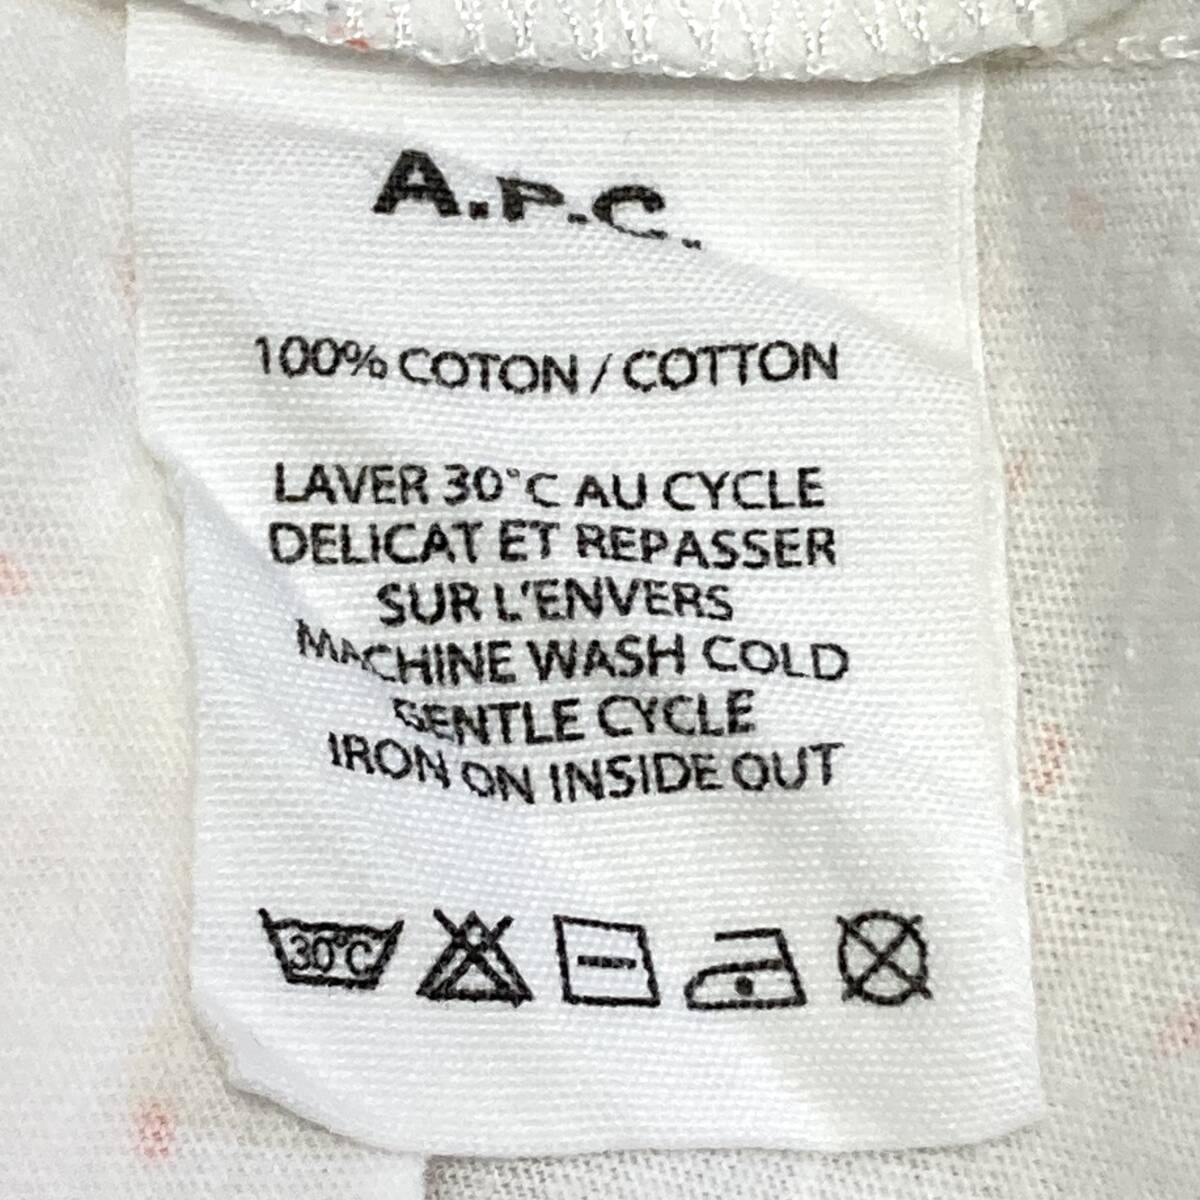 A.P.C.
100% COTON / COTTON
LAVER 30°C AU CYCLE
DELICAT ET REPASSER
SUR L'ENVERS
MACHINE WASH COLD
GENTLE CYCLE
IRON ON INSIDE OUT
30°C